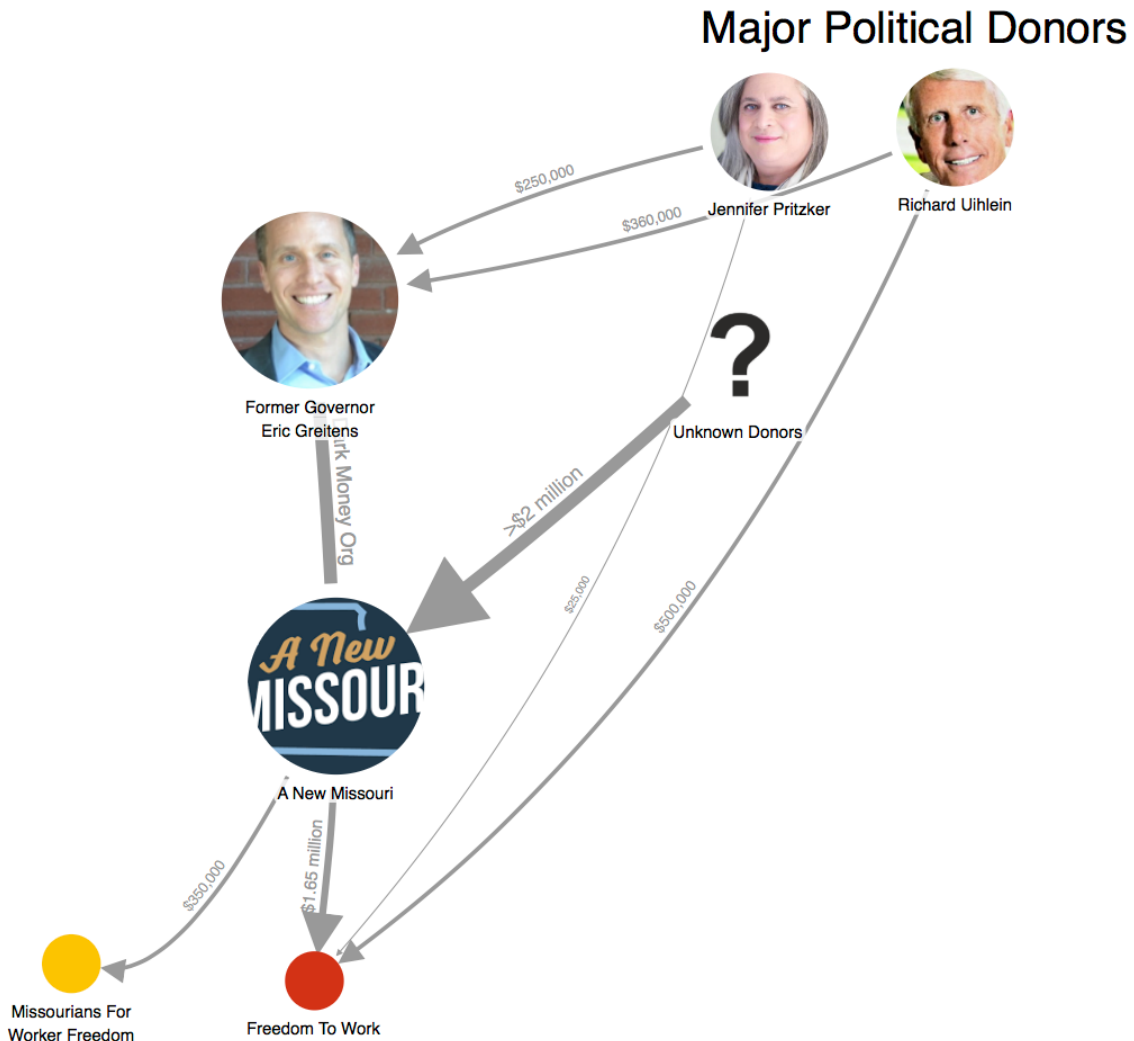 Major Political Donors
Jennifer Pritzker
Richard Uihlein
$250,000
$360,000
Former Governor
Eric Greitens
Unknown Donors
?
Dark Money Org
>$2 million
$25,000
$500,000
A New
MISSOUR
A New Missouri
$350,000
$1.65 million
Missourians For
Worker Freedom
Freedom To Work